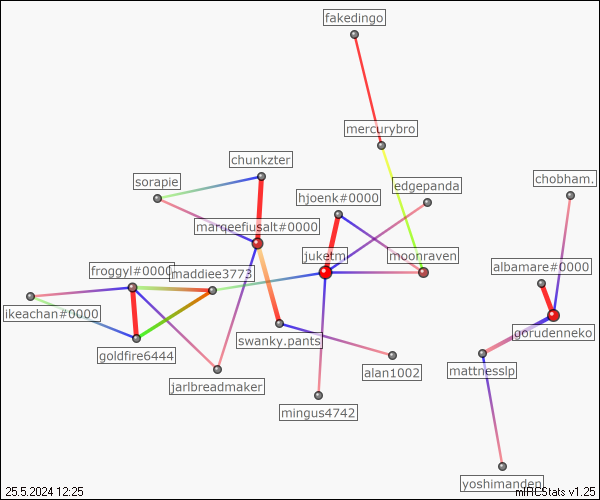 fakedingo
mercurybro
chunkzter
sorapie
chobham.
edgepanda
hjoenk#0000
marqeefiusalt#0000
juketm
moonraven
albamare#0000
froggyl#0000
maddiee3773
ikeachan#0000
gorudenneko
swanky.pants
goldfire6444
mattnesslp
alan1002
jarlbreadmaker
mingus4742
yoshimanden
25.5.2024 12:25
mIRCStats v1.25